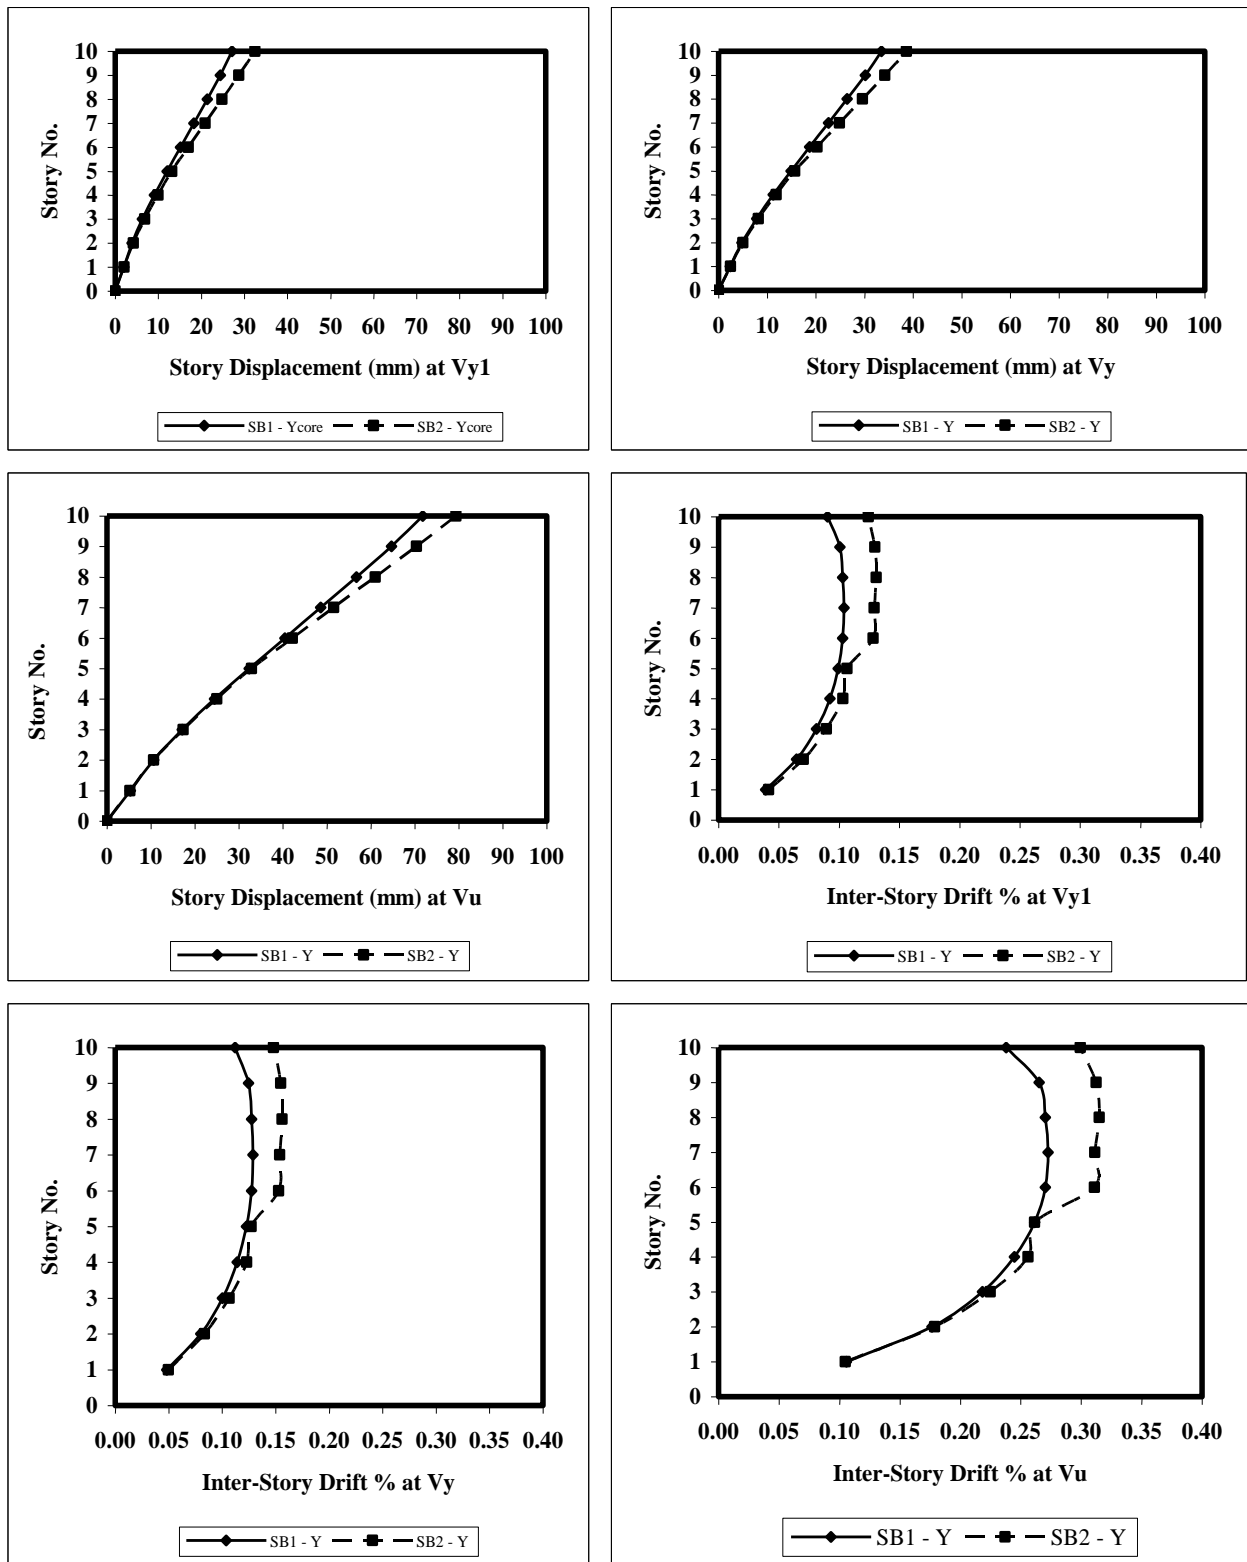 10
9
8
7
6
5
4
3
2
1
0
Story No.
0 10 20 30 40 50 60 70 80 90 100
Story Displacement (mm) at Vy1
SB1 - Ycore SB2 - Ycore
10
9
8
7
6
5
4
3
2
1
0
Story No.
0 10 20 30 40 50 60 70 80 90 100
Story Displacement (mm) at Vy
SB1 - Y SB2 - Y
10
9
8
7
6
5
4
3
2
1
0
Story No.
0 10 20 30 40 50 60 70 80 90 100
Story Displacement (mm) at Vu
SB1 - Y SB2 - Y
10
9
8
7
6
5
4
3
2
1
0
Story No.
0.00 0.05 0.10 0.15 0.20 0.25 0.30 0.35 0.40
Inter-Story Drift % at Vy1
SB1 - Y SB2 - Y
10
9
8
7
6
5
4
3
2
1
0
Story No.
0.00 0.05 0.10 0.15 0.20 0.25 0.30 0.35 0.40
Inter-Story Drift % at Vy
SB1 - Y SB2 - Y
10
9
8
7
6
5
4
3
2
1
0
Story No.
0.00 0.05 0.10 0.15 0.20 0.25 0.30 0.35 0.40
Inter-Story Drift % at Vu
SB1 - Y SB2 - Y